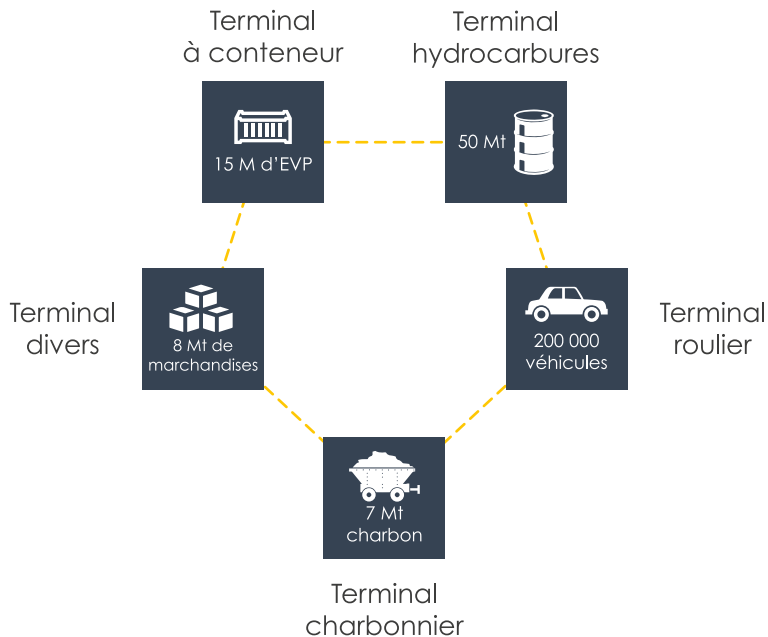 Terminal
à conteneur
15 M d'EVP
Terminal
hydrocarbures
50 Mt
Terminal
divers
8 Mt de
marchandises
200 000
véhicules
Terminal
roulier
7 Mt
charbon
Terminal
charbonnier